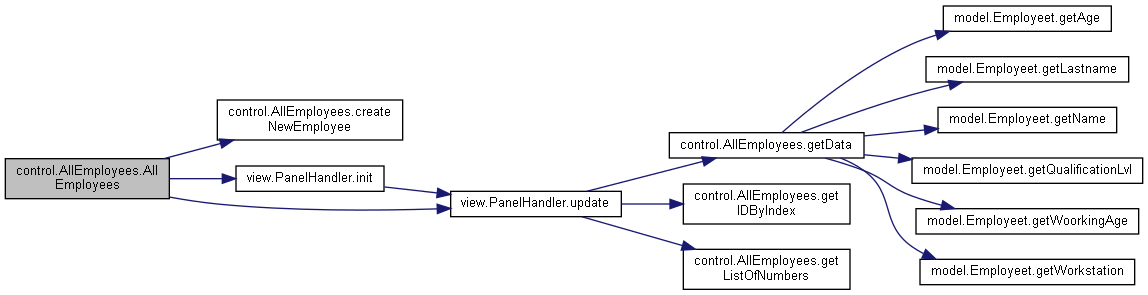 control.AllEmployees.All
Employees
control.AllEmployees.create
NewEmployee
view.PanelHandler.init
view.PanelHandler.update
control.AllEmployees.getData
control.AllEmployees.get
IDByIndex
control.AllEmployees.get
ListOfNumbers
model.Employeet.getAge
model.Employeet.getLastname
model.Employeet.getName
model.Employeet.getQualificationLvl
model.Employeet.getWoorkingAge
model.Employeet.getWorkstation